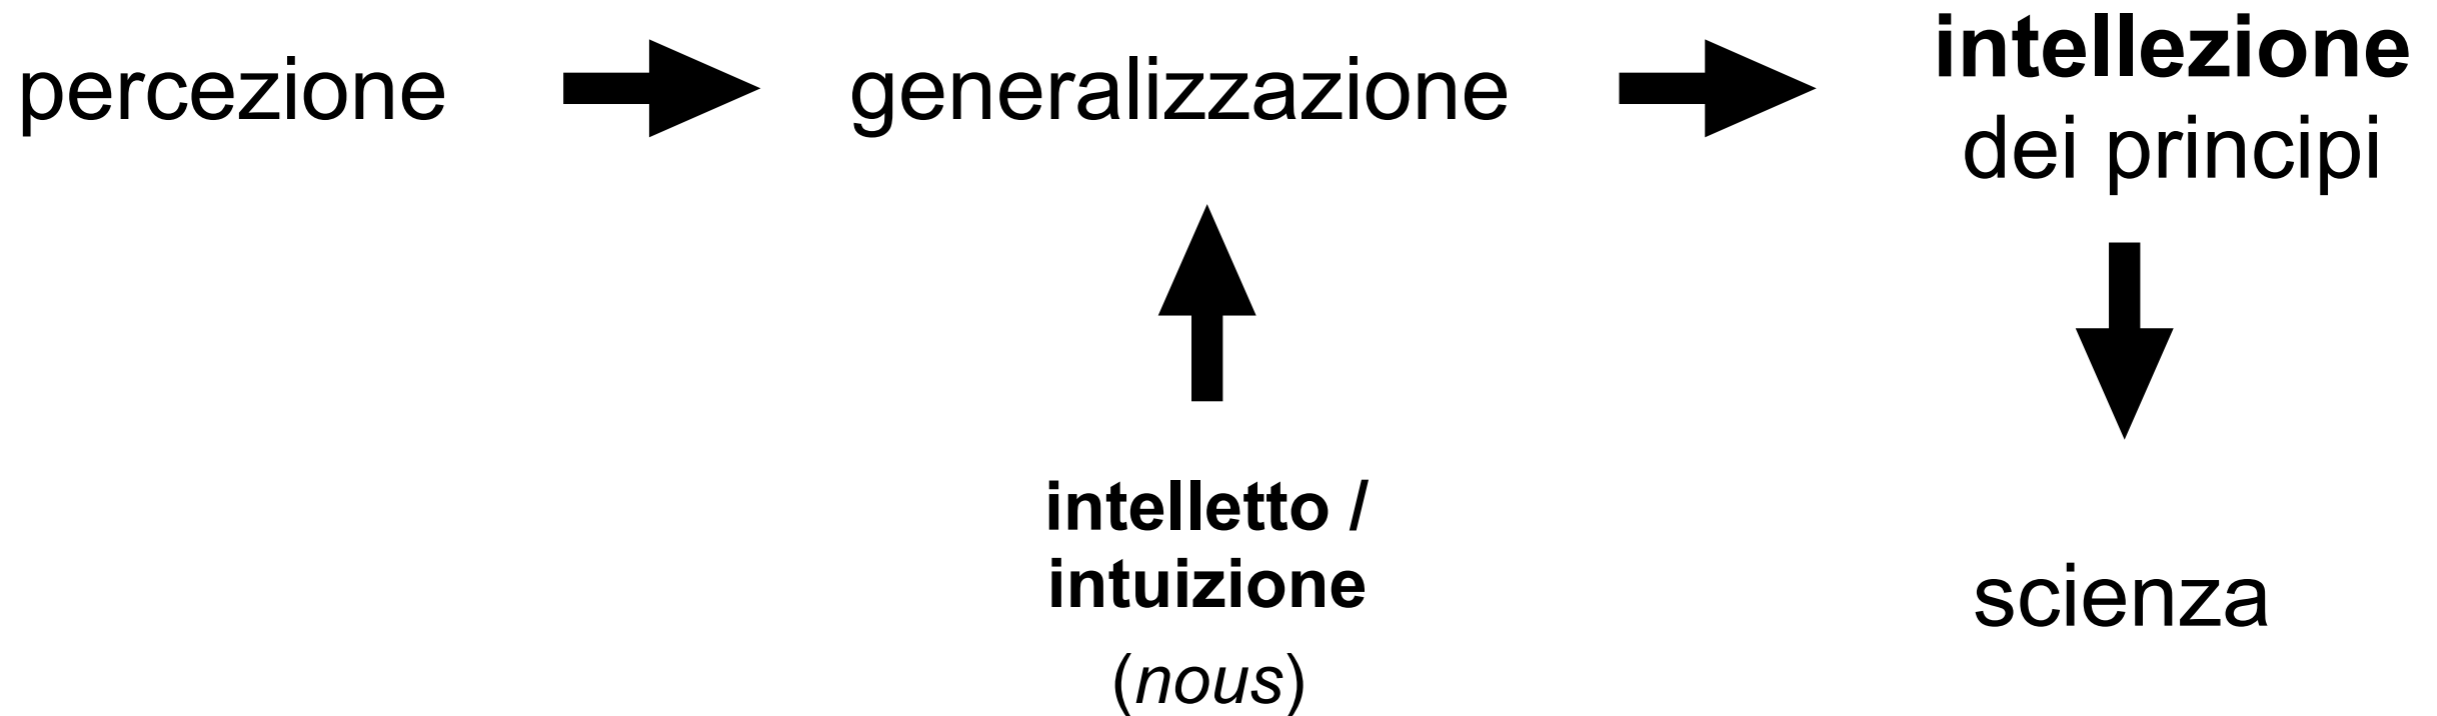 percezione
generalizzazione
intellezione
dei principi
intelletto /
intuizione
(nous)
scienza